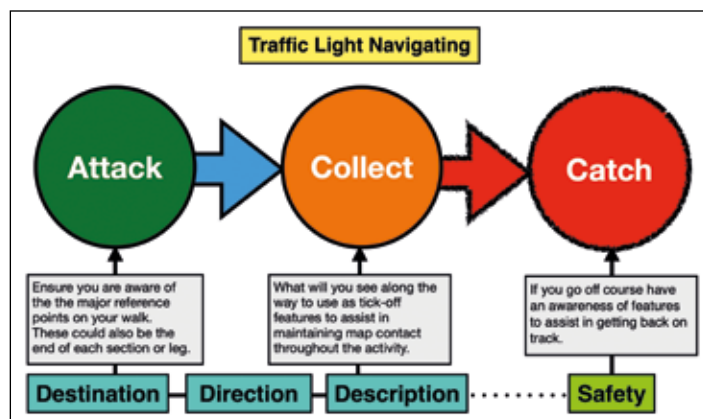 Traffic Light Navigating
Attack
Collect
Catch
Ensure you are aware of
the the major reference
points on your walk.
These could also be the
end of each section or leg.
What will you see along the
way to use as tick-off
features to assist in
maintaining map contact
throughout the activity.
If you go off course have
an awareness of features
to assist in getting back on
track.
Destination
Direction
Description
Safety